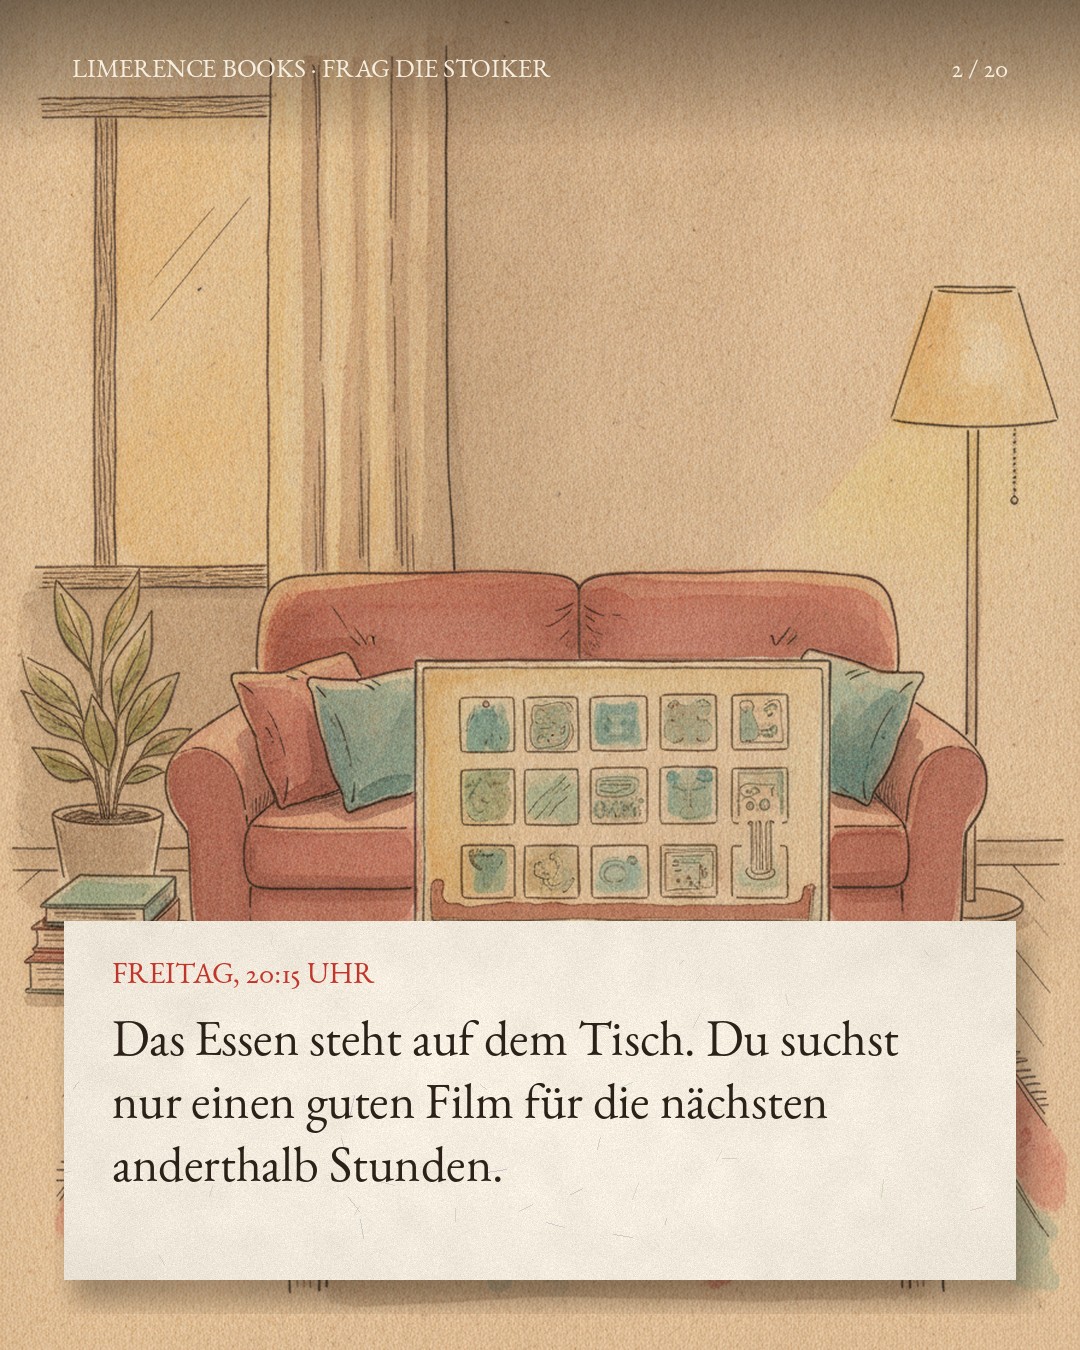 LIMERENCE BOOKS · FRAG DIE STOIKER
2 / 20
FREITAG, 20:15 UHR
Das Essen steht auf dem Tisch. Du suchst
nur einen guten Film für die nächsten
anderthalb Stunden.